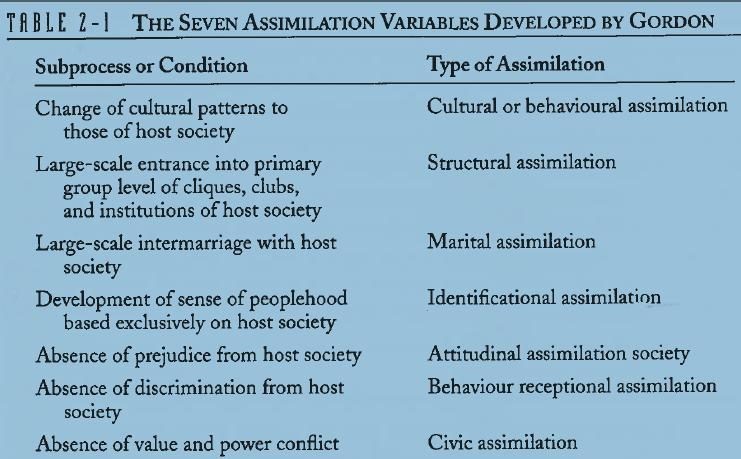 TABLE 2-1 THE SEVEN ASSIMILATION VARIABLES DEVELOPED BY GORDON
Subprocess or Condition Type of Assimilation
Change of cultural patterns to Cultural or behavioural assimilation
those of host society
Large-scale entrance into primary Structural assimilation
group level of cliques, clubs,
and institutions of host society
Large-scale intermarriage with host Marital assimilation
society
Development of sense of peoplehood Identificational assimilation
based exclusively on host society
Absence of prejudice from host society Attitudinal assimilation society
Absence of discrimination from host Behaviour receptional assimilation
society
Absence of value and power conflict Civic assimilation